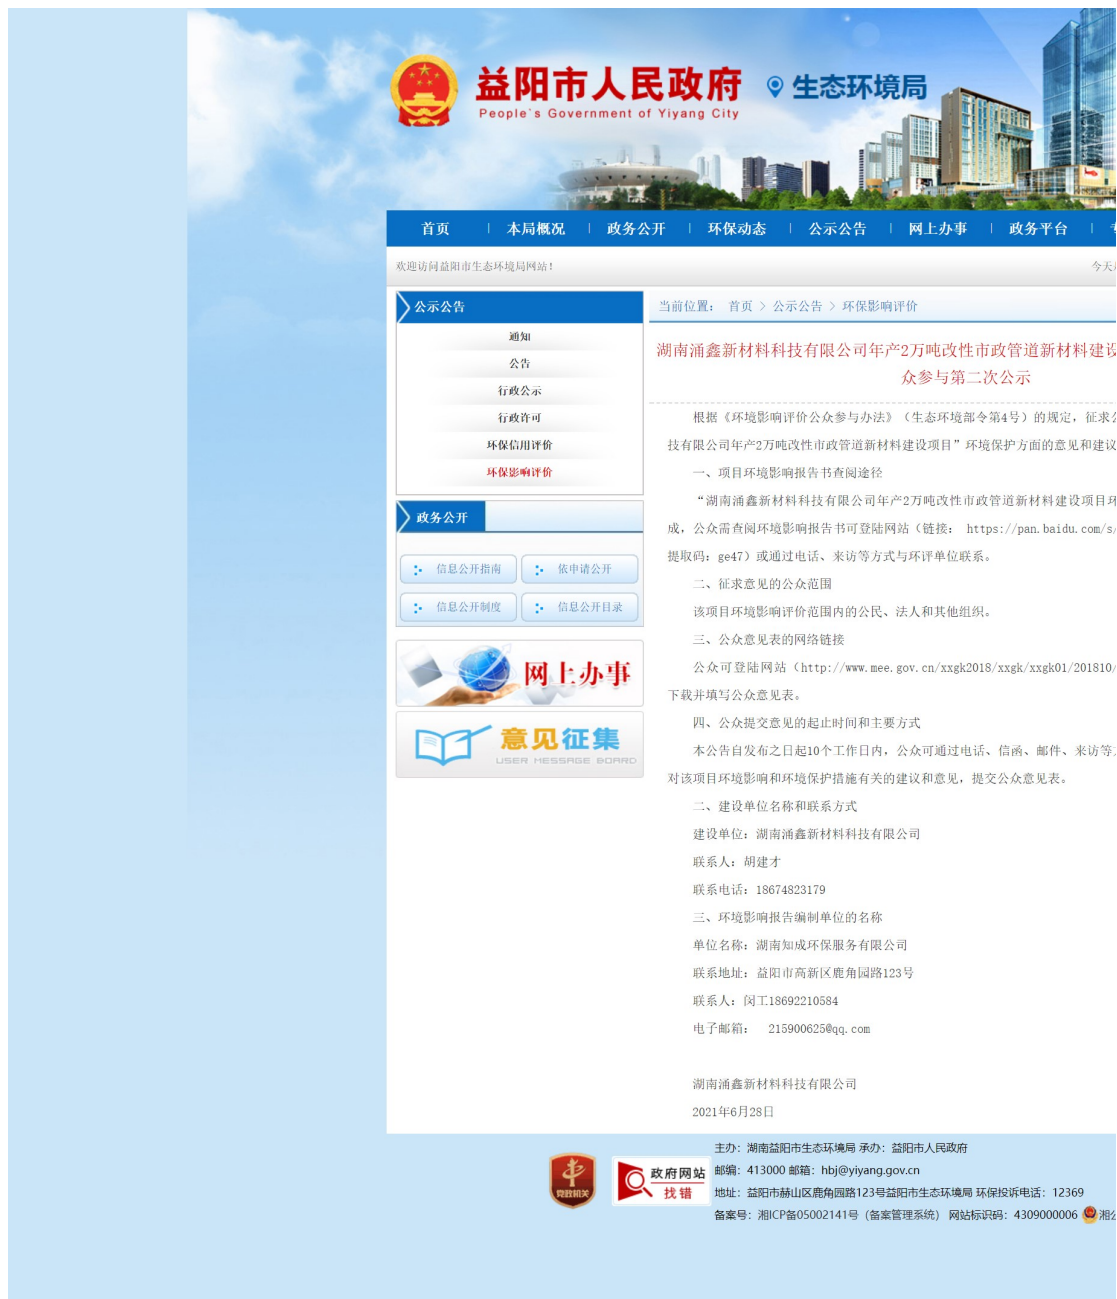 益阳市人民政府
People's Government of Yiyang City
生态环境局
首页 本局概况 政务公开 环保动态 公示公告 网上办事 政务平台
欢迎访问益阳市生态环境局网站！
今天
公示公告
通知
公告
行政公示
行政许可
环保信用评价
环保影响评价
政务公开
信息公开指南
依申请公开
信息公开制度
信息公开目录
网上办事
意见征集
USER MESSAGE BOARD
当前位置： 首页 > 公示公告 > 环保影响评价
湖南涌鑫新材料科技有限公司年产2万吨改性市政管道新材料建设
众参与第二次公示
根据《环境影响评价公众参与办法》（生态环境部令第4号）的规定，征求公
技有限公司年产2万吨改性市政管道新材料建设项目”环境保护方面的意见和建议
一、项目环境影响报告书查阅途径
“湖南涌鑫新材料科技有限公司年产2万吨改性市政管道新材料建设项目环
成，公众需查阅环境影响报告书可登陆网站（链接： https://pan.baidu.com/s/
提取码：ge47）或通过电话、来访等方式与环评单位联系。
二、征求意见的公众范围
该项目环境影响评价范围内的公民、法人和其他组织。
三、公众意见表的网络链接
公众可登陆网站（http://www.mee.gov.cn/xxgk2018/xxgk/xxgk01/201810/
下载并填写公众意见表。
四、公众提交意见的起止时间和主要方式
本公告自发布之日起10个工作日内，公众可通过电话、信函、邮件、来访等
对该项目环境影响和环境保护措施有关的建议和意见，提交公众意见表。
二、建设单位名称和联系方式
建设单位：湖南涌鑫新材料科技有限公司
联系人：胡建才
联系电话：18674823179
三、环境影响报告编制单位的名称
单位名称：湖南知成环保服务有限公司
联系地址：益阳市高新区鹿角园路123号
联系人：闵工18692210584
电子邮箱： 215900625@qq.com
湖南涌鑫新材料科技有限公司
2021年6月28日
党政机关
政府网站
找错
主办：湖南益阳市生态环境局 承办：益阳市人民政府
邮编：413000 邮箱：hbj@yiyang.gov.cn
地址：益阳市赫山区鹿角园路123号益阳市生态环境局 环保投诉电话：12369
备案号：湘ICP备05002141号（备案管理系统） 网站标识码：4309000006 湘公